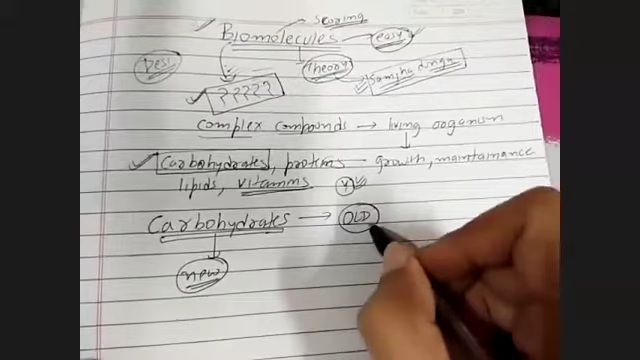 scoring
Biomolecules easy
Desi Theory Samjha dunga
?????
complex compounds → living organism
Carbohydrates, proteins - growth, maintainance
lipids, vitamins. Y
Carbohydrates → OLD
new